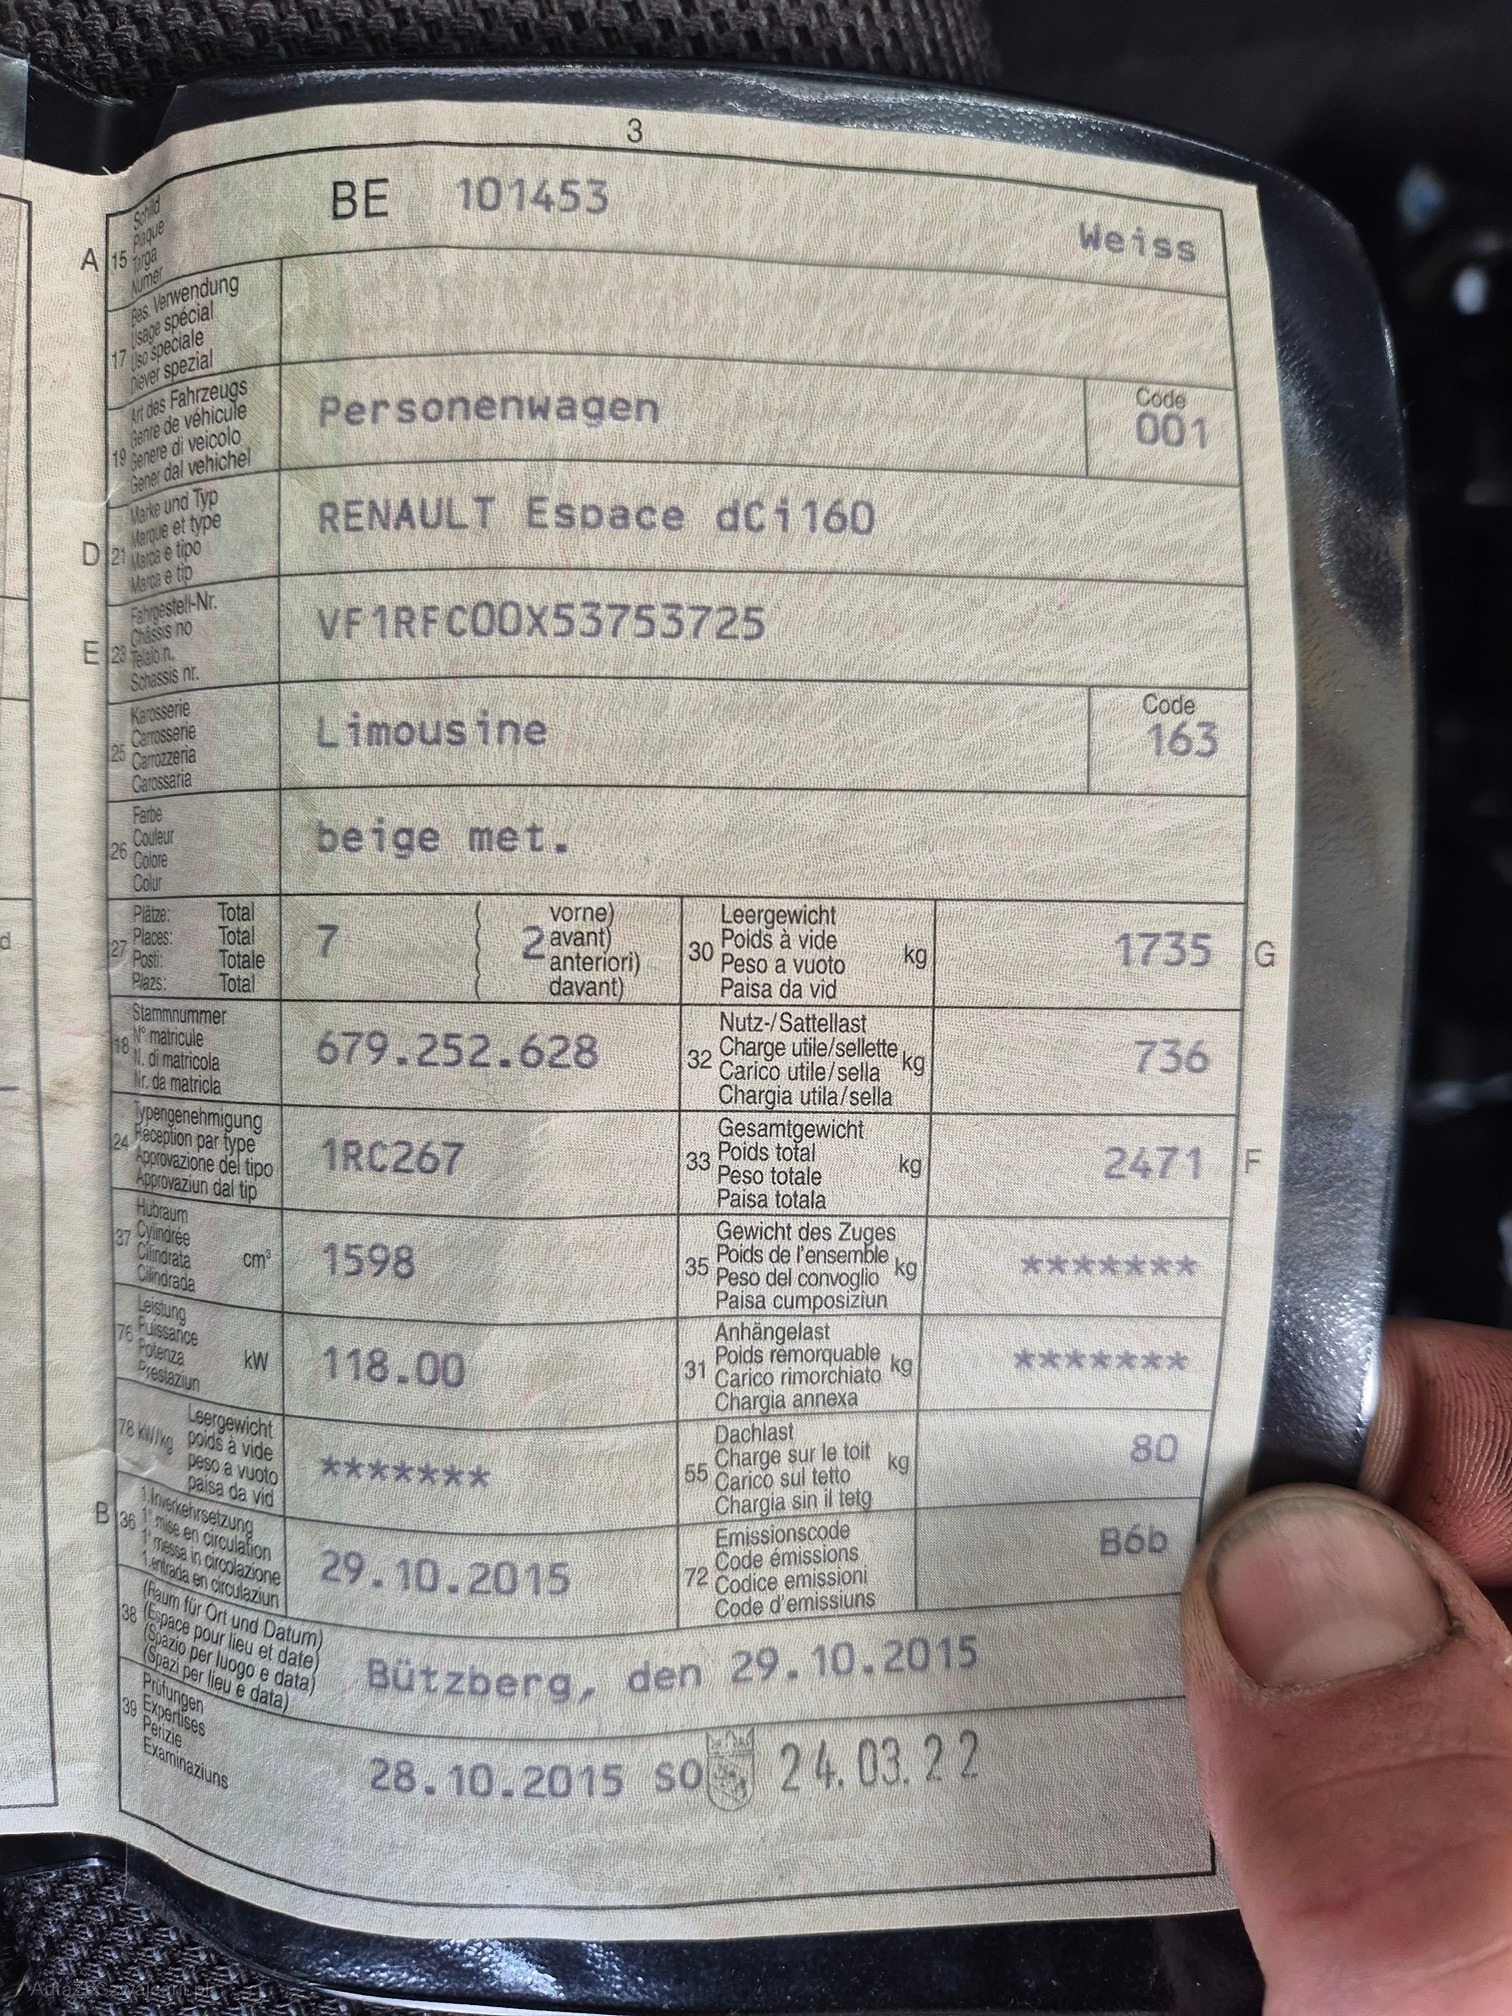 3
BE 101453
Weiss
A 15 Schild
Plaque
Targa
Numer
17 Bes. Verwendung
Usage spécial
Uso speciale
Diever spezial
19 Art des Fahrzeugs
Genre de véhicule
Genere di veicolo
Gener dal vehichel
Personenwagen
Code
001
D 21 Marke und Typ
Marque et type
Marca e tipo
Marca e tip
RENAULT Espace dCi160
E 23 Fahrgestell-Nr.
Châssis no
Telaio n.
Schassis nr.
VF1RFC00X53753725
25 Karosserie
Carrosserie
Carrozzeria
Carossaria
Limousine
Code
163
26 Farbe
Couleur
Colore
Colur
beige met.
27 Plätze: Total
Places: Total
Posti: Totale
Plazs: Total
7 ( 2 vorne)
( avant)
( anteriori)
( davant)
30 Leergewicht
Poids à vide kg
Peso a vuoto
Paisa da vid
1735 G
18 Stammnummer
N° matricule
N. di matricola
Nr. da matricla
679.252.628
32 Nutz-/Sattellast
Charge utile/sellette kg
Carico utile/sella
Chargia utila/sella
736
24 Typengenehmigung
Réception par type
Approvazione del tipo
Approvaziun dal tip
1RC267
33 Gesamtgewicht
Poids total kg
Peso totale
Paisa totala
2471 F
37 Hubraum
Cylindrée
Cilindrata cm³
Cilindrada
1598
35 Gewicht des Zuges
Poids de l'ensemble kg
Peso del convoglio
Paisa cumposiziun
*******
76 Leistung
Puissance
Potenza kW
Prestaziun
118.00
31 Anhängelast
Poids remorquable kg
Carico rimorchiato
Chargia annexa
*******
78 kW/kg Leergewicht
poids à vide
peso a vuoto
paisa da vid
*******
55 Dachlast
Charge sur le toit kg
Carico sul tetto
Chargia sin il tetg
80
B 36 1. Inverkehrsetzung
1e mise en circulation
1a messa in circolazione
1. entrada en circulaziun
29.10.2015
72 Emissionscode
Code émissions
Codice emissioni
Code d'emissiuns
B6b
38 (Raum für Ort und Datum)
(Espace pour lieu et date)
(Spazio per luogo e data)
(Spazi per lieu e data)
Bützberg, den 29.10.2015
39 Prüfungen
Expertises
Perizie
Examinaziuns
28.10.2015 SO 24.03.22